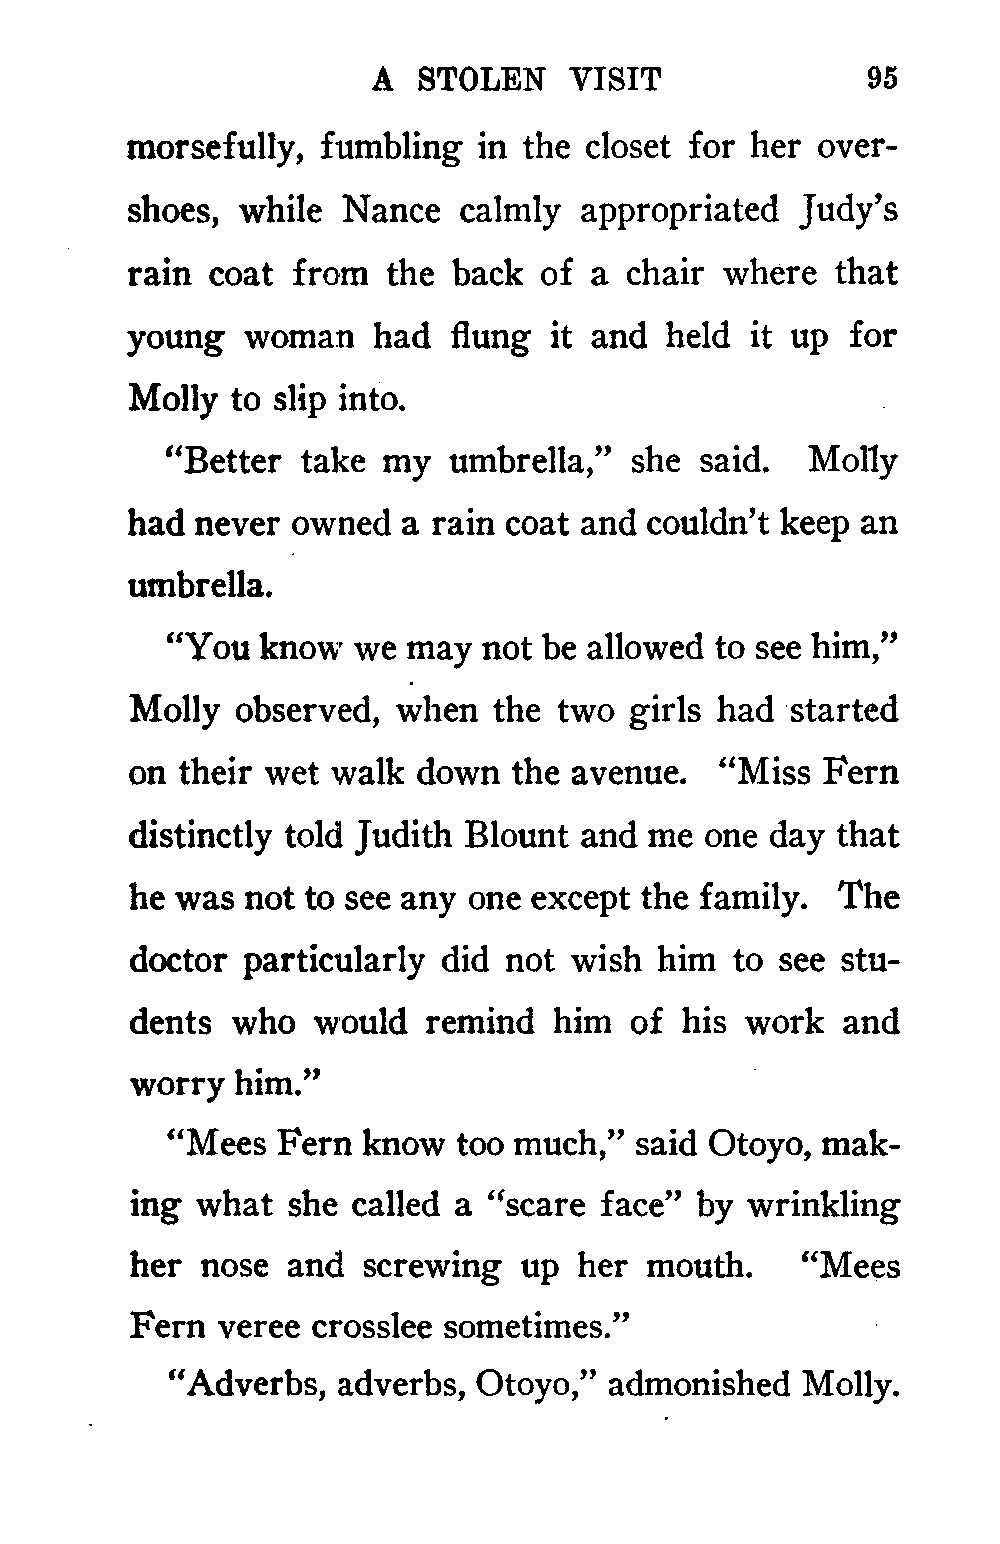 A STOLEN VISIT 95
morsefully, fumbling in the closet for her over-
shoes, while Nance calmly appropriated Judy's
rain coat from the back of a chair where that
young woman had flung it and held it up for
Molly to slip into.
“Better take my umbrella,” she said. Molly
had never owned a rain coat and couldn't keep an
umbrella.
“You know we may not be allowed to see him,”
Molly observed, when the two girls had started
on their wet walk down the avenue. “Miss Fern
distinctly told Judith Blount and me one day that
he was not to see any one except the family. The
doctor particularly did not wish him to see stu-
dents who would remind him of his work and
worry him.”
“Mees Fern know too much,” said Otoyo, mak-
ing what she called a “scare face” by wrinkling
her nose and screwing up her mouth. “Mees
Fern veree crosslee sometimes.”
“Adverbs, adverbs, Otoyo,” admonished Molly.